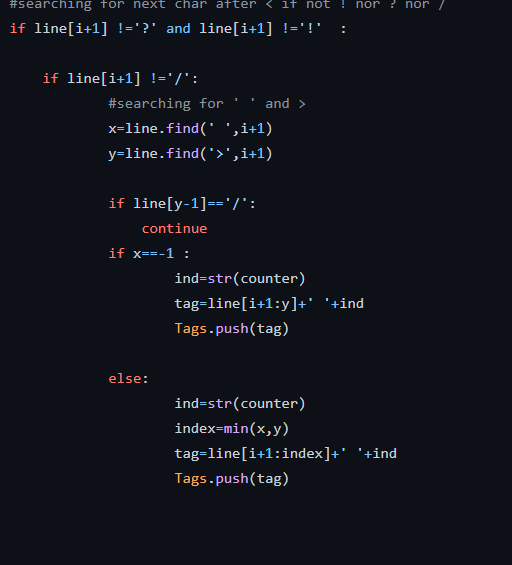 #searching for next char after < if not ! nor ? nor /
if line[i+1] !='?' and line[i+1] !='!'  :
if line[i+1] !='/':
#searching for ' ' and >
x=line.find(' ',i+1)
y=line.find('>',i+1)
if line[y-1]=='/':
continue
if x==-1 :
ind=str(counter)
tag=line[i+1:y]+' '+ind
Tags.push(tag)
else:
ind=str(counter)
index=min(x,y)
tag=line[i+1:index]+' '+ind
Tags.push(tag)